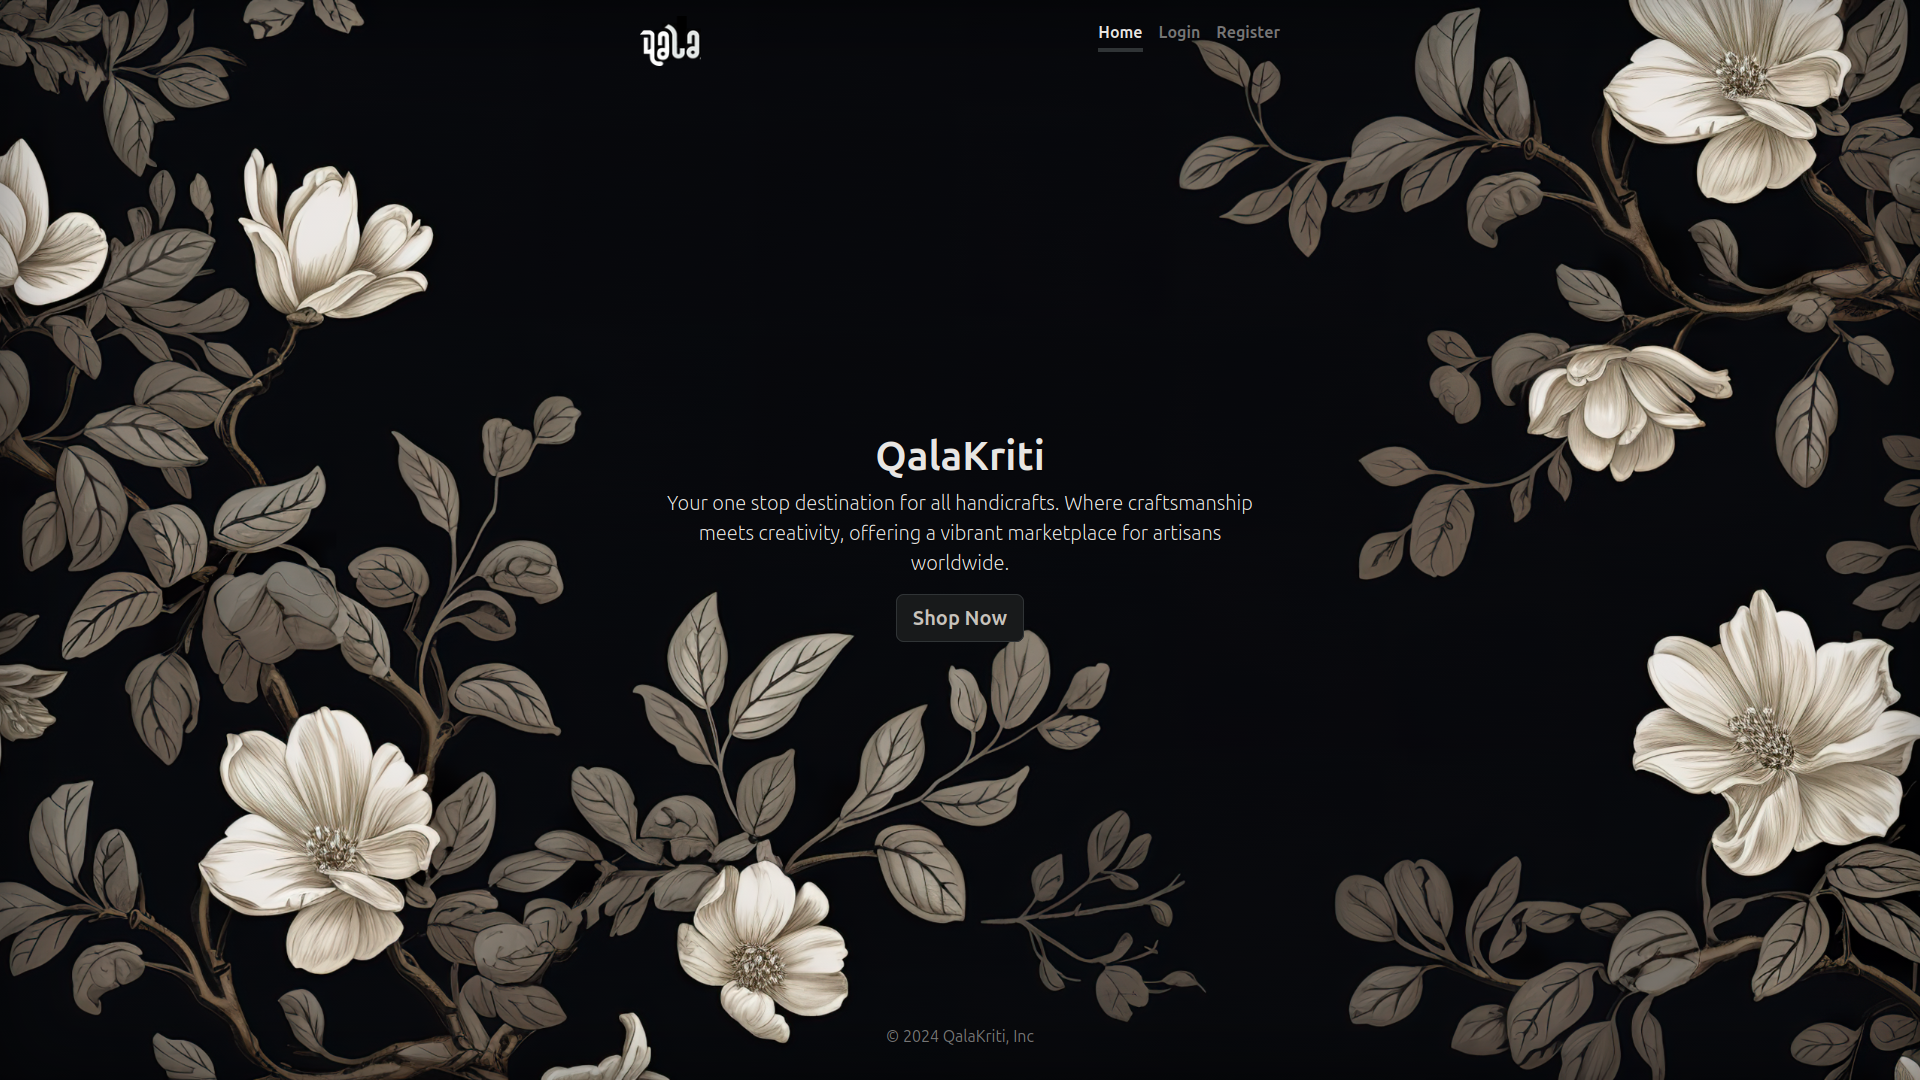 qala
Home Login Register
QalaKriti
Your one stop destination for all handicrafts. Where craftsmanship
meets creativity, offering a vibrant marketplace for artisans
worldwide.
Shop Now
© 2024 QalaKriti, Inc